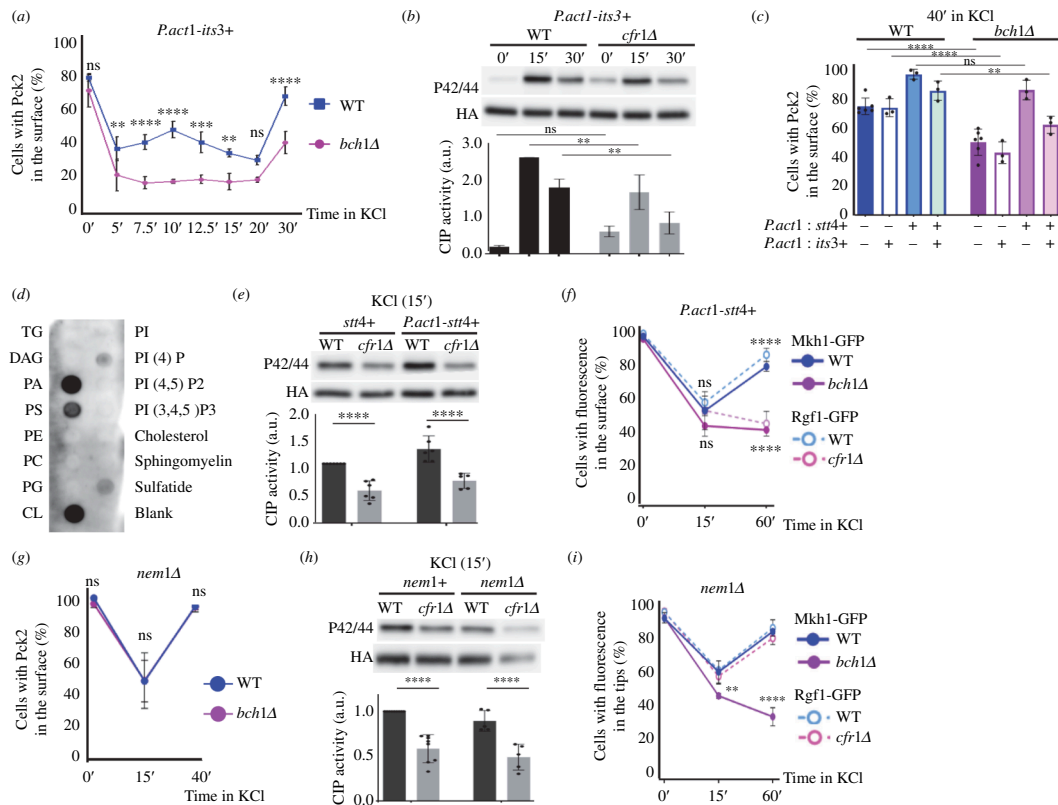 (a)
P.act1-its3+
Cells with Pck2
in the surface (%)
100
80
60
40
20
0
ns
**
****
****
***
**
ns
****
WT
bch1Δ
Time in KCl
0′ 5′ 7.5′ 10′ 12.5′ 15′ 20′ 30′
(b)
P.act1-its3+
WT cfr1Δ
0′ 15′ 30′ 0′ 15′ 30′
P42/44
HA
CIP activity (a.u.)
3.0
2.0
1.0
0
ns
**
**
(c)
40′ in KCl
WT bch1Δ
****
****
ns
**
Cells with Pck2
in the surface (%)
100
80
60
40
20
0
P.act1 : stt4+ – – + + – – + +
P.act1 : its3+ – + – + – + – +
(d)
TG PI
DAG PI (4) P
PA PI (4,5) P2
PS PI (3,4,5 )P3
PE Cholesterol
PC Sphingomyelin
PG Sulfatide
CL Blank
(e)
KCl (15′)
stt4+ P.act1-stt4+
WT cfr1Δ WT cfr1Δ
P42/44
HA
CIP activity (a.u.)
2.0
1.5
1.0
0.5
0.0
****
****
(f)
P.act1-stt4+
Cells with fluorescence
in the surface (%)
100
80
60
40
20
0
ns
ns
****
****
Mkh1-GFP
WT
bch1Δ
Rgf1-GFP
WT
cfr1Δ
0′ 15′ 60′ Time in KCl
(g)
nem1Δ
Cells with Pck2
in the surface (%)
100
80
60
40
20
0
ns
ns
ns
WT
bch1Δ
0′ 15′ 40′
Time in KCl
(h)
KCl (15′)
nem1+ nem1Δ
WT cfr1Δ WT cfr1Δ
P42/44
HA
CIP activity (a.u.)
1.0
0.5
0.0
****
****
(i)
nem1Δ
Cells with fluorescence
in the tips (%)
100
80
60
40
20
0
**
****
Mkh1-GFP
WT
bch1Δ
Rgf1-GFP
WT
cfr1Δ
0′ 15′ 60′ Time in KCl